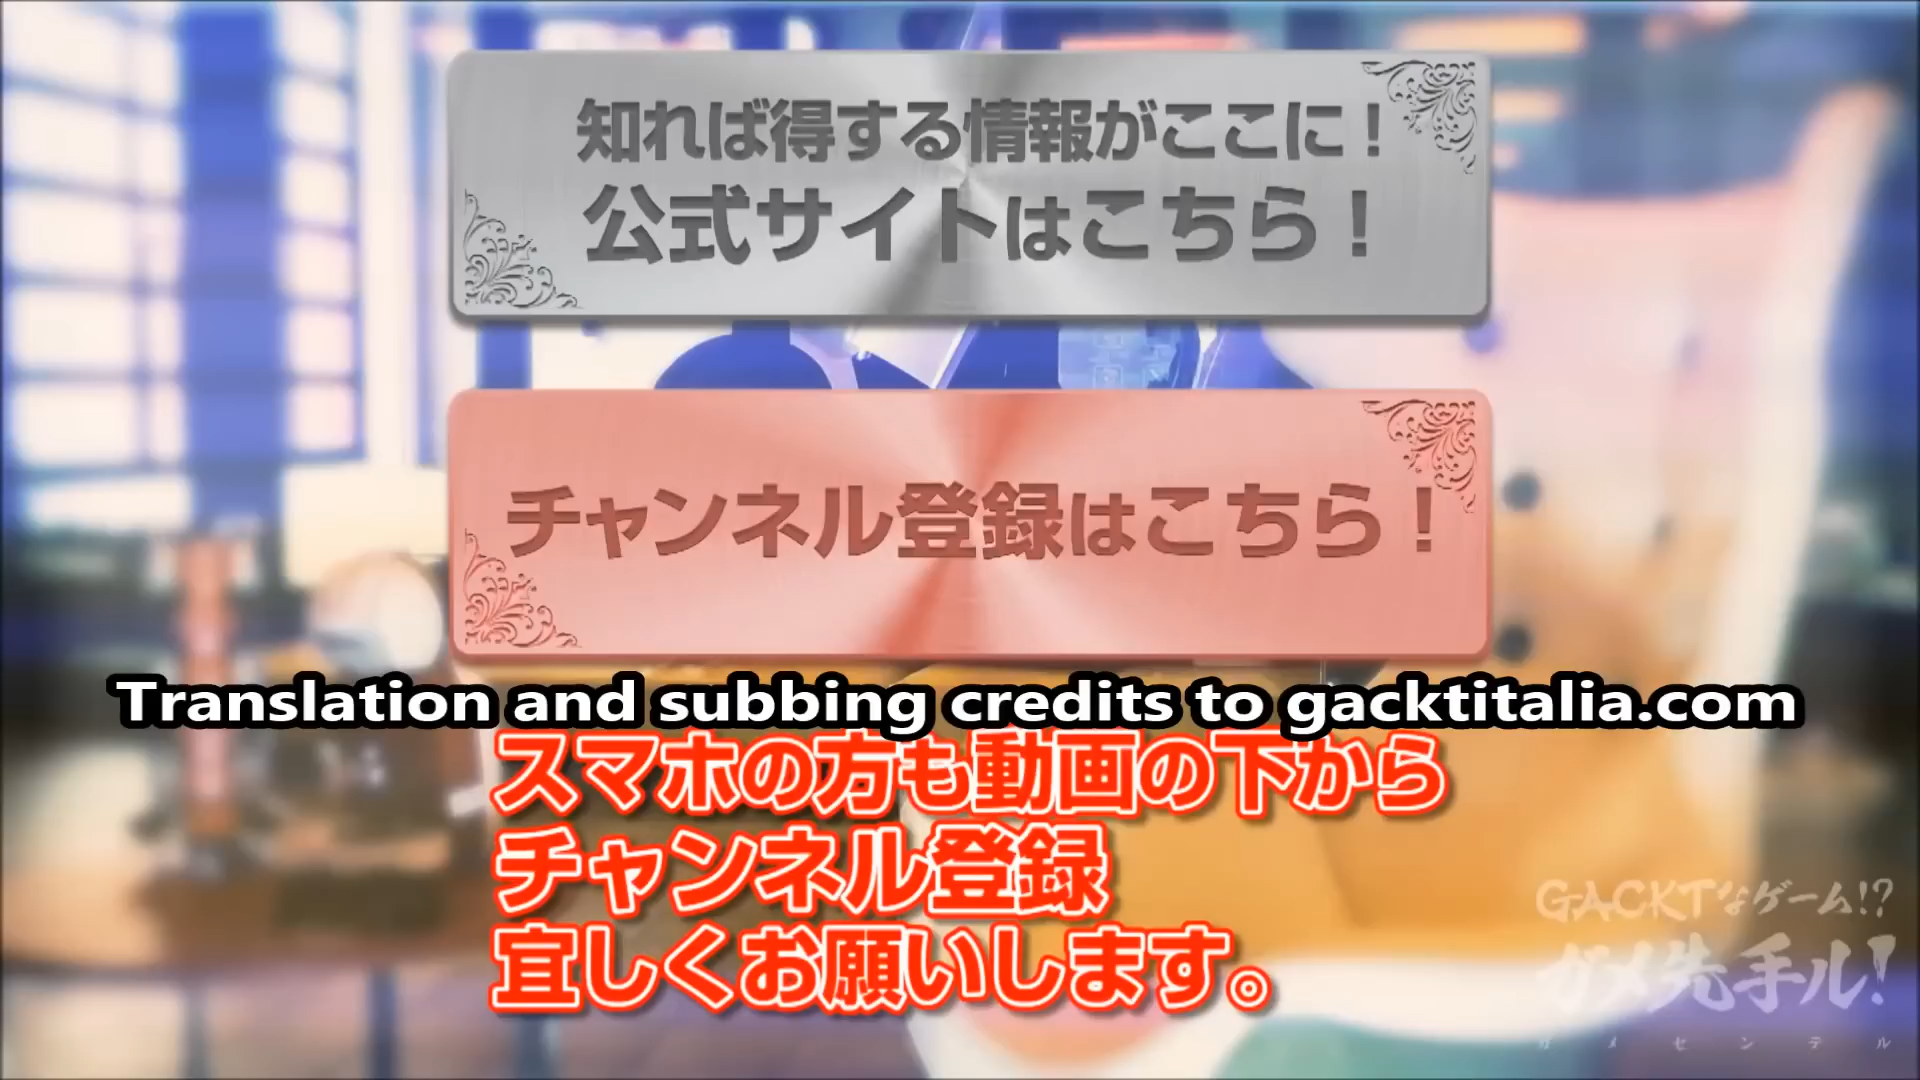 知れば得する情報がここに！
公式サイトはこちら！
チャンネル登録はこちら！
Translation and subbing credits to gacktitalia.com
スマホの方も動画の下から
チャンネル登録
宜しくお願いします。
GACKTなゲーム!?
ガメ先手ル!
ガメセンテル